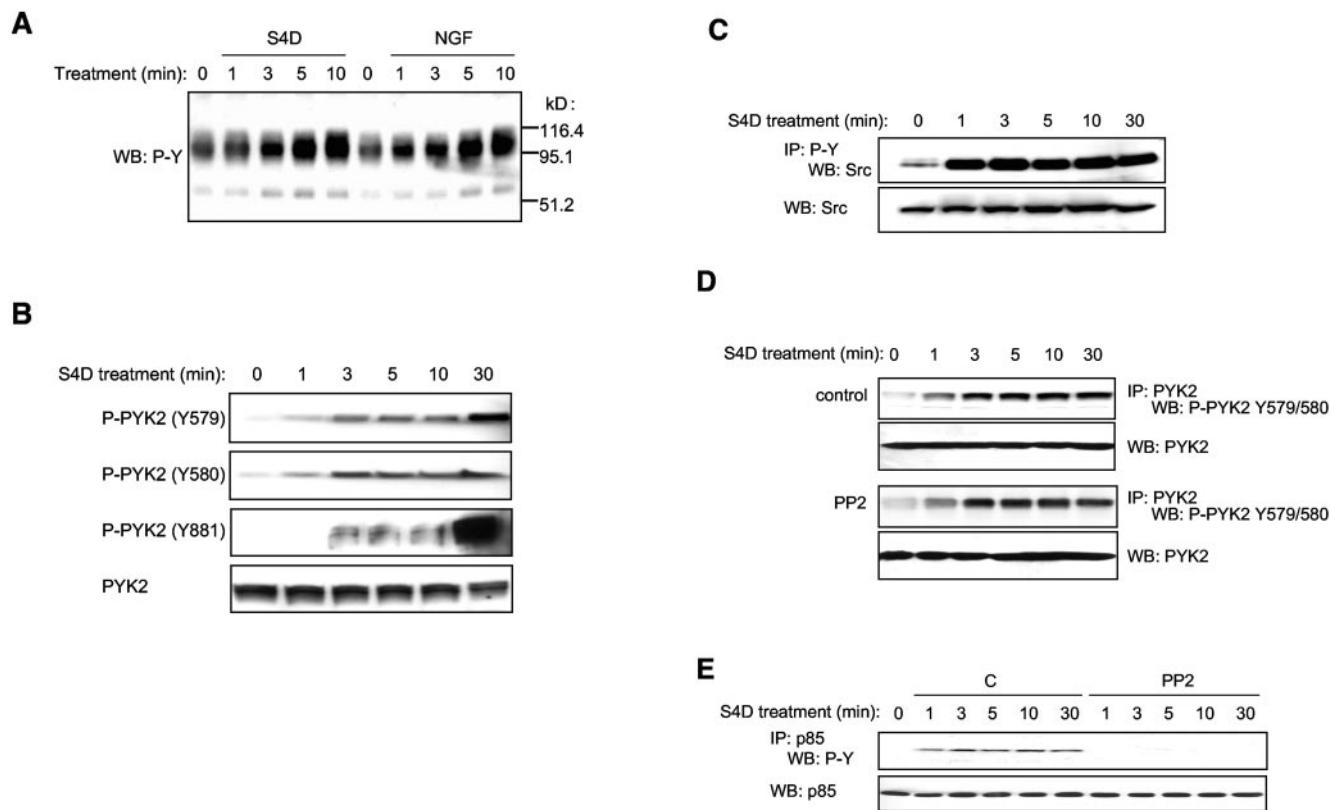 A
S4D NGF
Treatment (min): 0 1 3 5 10 0 1 3 5 10
kD :
116.4
WB: P-Y
95.1
51.2
B
S4D treatment (min): 0 1 3 5 10 30
P-PYK2 (Y579)
P-PYK2 (Y580)
P-PYK2 (Y881)
PYK2
C
S4D treatment (min): 0 1 3 5 10 30
IP: P-Y
WB: Src
WB: Src
D
S4D treatment (min): 0 1 3 5 10 30
control
IP: PYK2
WB: P-PYK2 Y579/580
WB: PYK2
PP2
IP: PYK2
WB: P-PYK2 Y579/580
WB: PYK2
E
C PP2
S4D treatment (min): 0 1 3 5 10 30 1 3 5 10 30
IP: p85
WB: P-Y
WB: p85